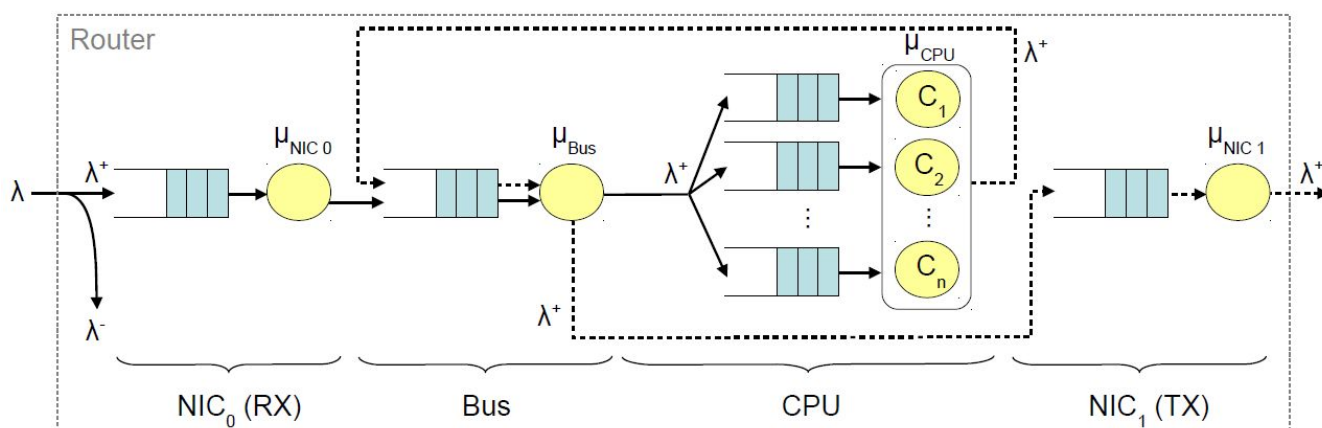 Router
μCPU
λ⁺
C₁
μNIC 0
μBus
μNIC 1
λ
λ⁺
λ⁺
C₂
λ⁺
⋮
⋮
Cₙ
λ⁻
λ⁺
NIC₀ (RX)
Bus
CPU
NIC₁ (TX)